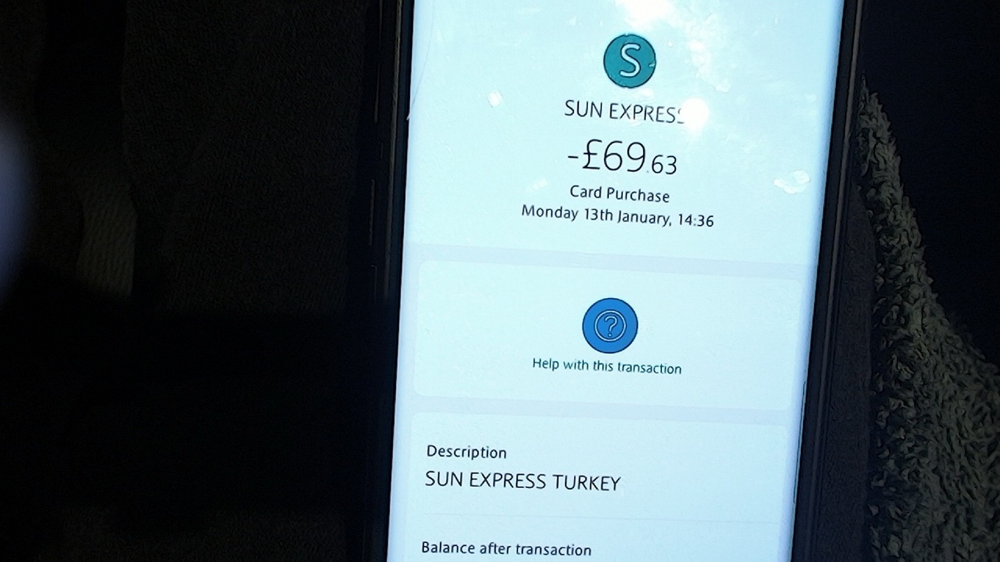 S
SUN EXPRESS
-£69.63
Card Purchase
Monday 13th January, 14:36
?
Help with this transaction
Description
SUN EXPRESS TURKEY
Balance after transaction